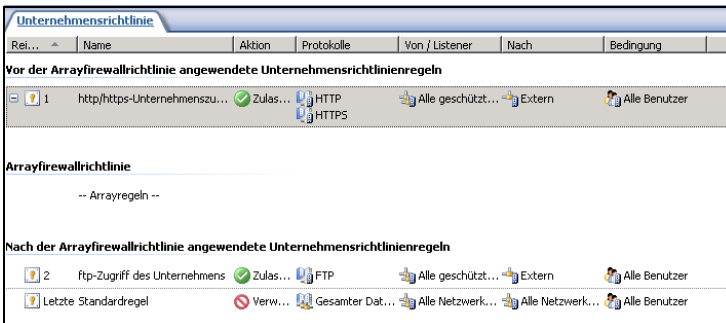 Unternehmensrichtlinie
Rei... Name Aktion Protokolle Von / Listener Nach Bedingung
Vor der Arrayfirewallrichtlinie angewendete Unternehmensrichtlinienregeln
1 http/https-Unternehmenszu... Zulas... HTTP Alle geschützt... Extern Alle Benutzer
HTTPS
Arrayfirewallrichtlinie
-- Arrayregeln --
Nach der Arrayfirewallrichtlinie angewendete Unternehmensrichtlinienregeln
2 ftp-Zugriff des Unternehmens Zulas... FTP Alle geschützt... Extern Alle Benutzer
Letzte Standardregel Verw... Gesamter Dat... Alle Netzwerk... Alle Netzwerk... Alle Benutzer